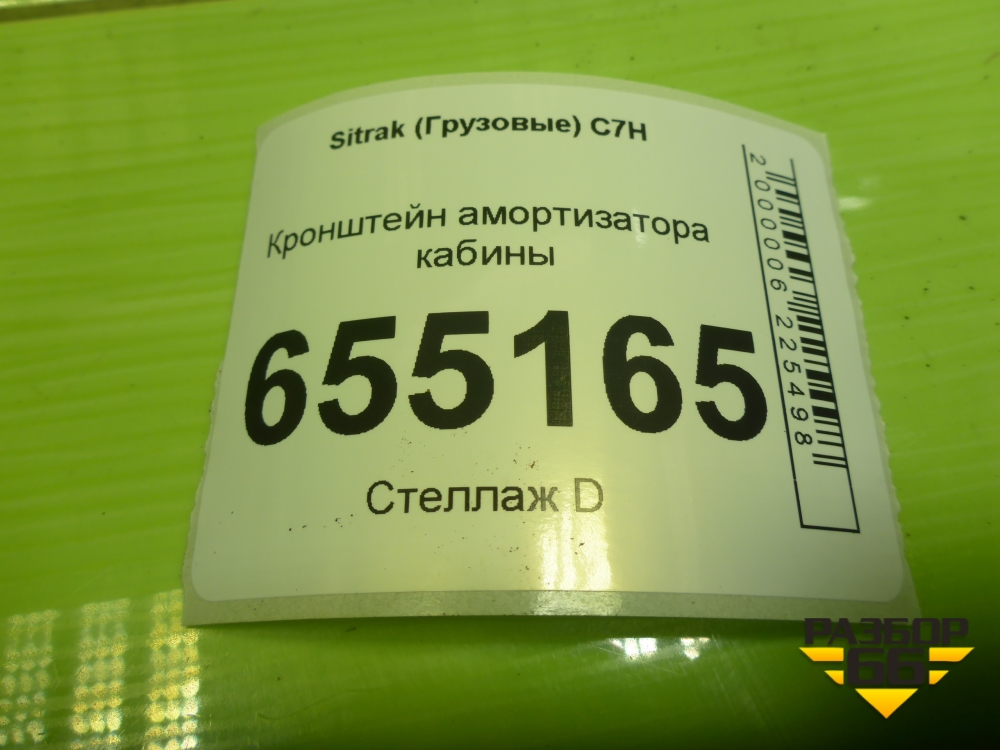 Sitrak (Грузовые) C7H
Кронштейн амортизатора
кабины
655165
Стеллаж D
2000006225498
РАЗБОР
66